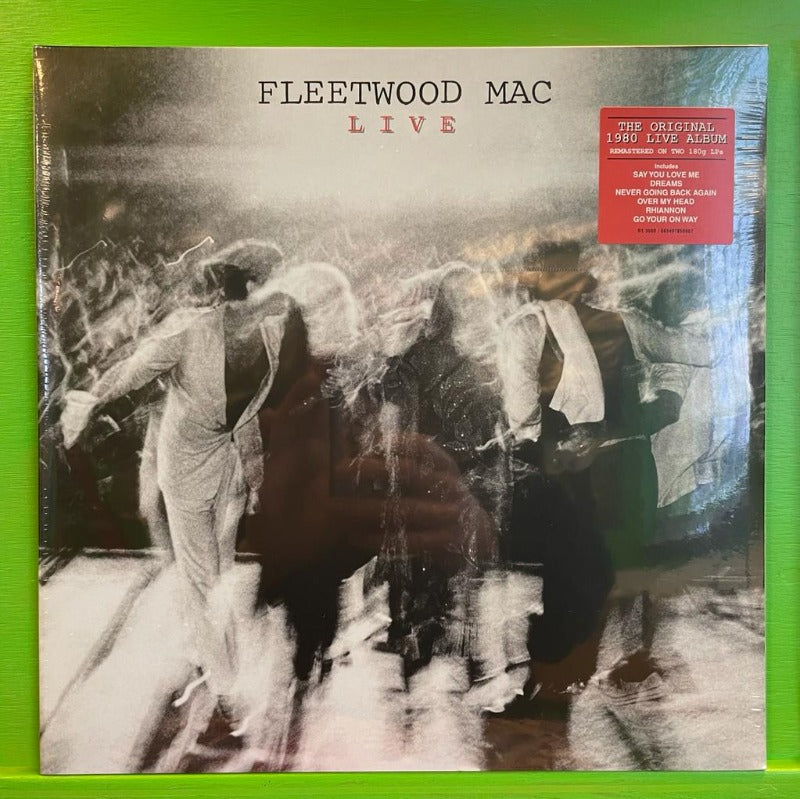 FLEETWOOD MAC
LIVE
THE ORIGINAL
1980 LIVE ALBUM
REMASTERED ON TWO 180g LPs
Includes
SAY YOU LOVE ME
DREAMS
NEVER GOING BACK AGAIN
OVER MY HEAD
RHIANNON
GO YOUR ON WAY